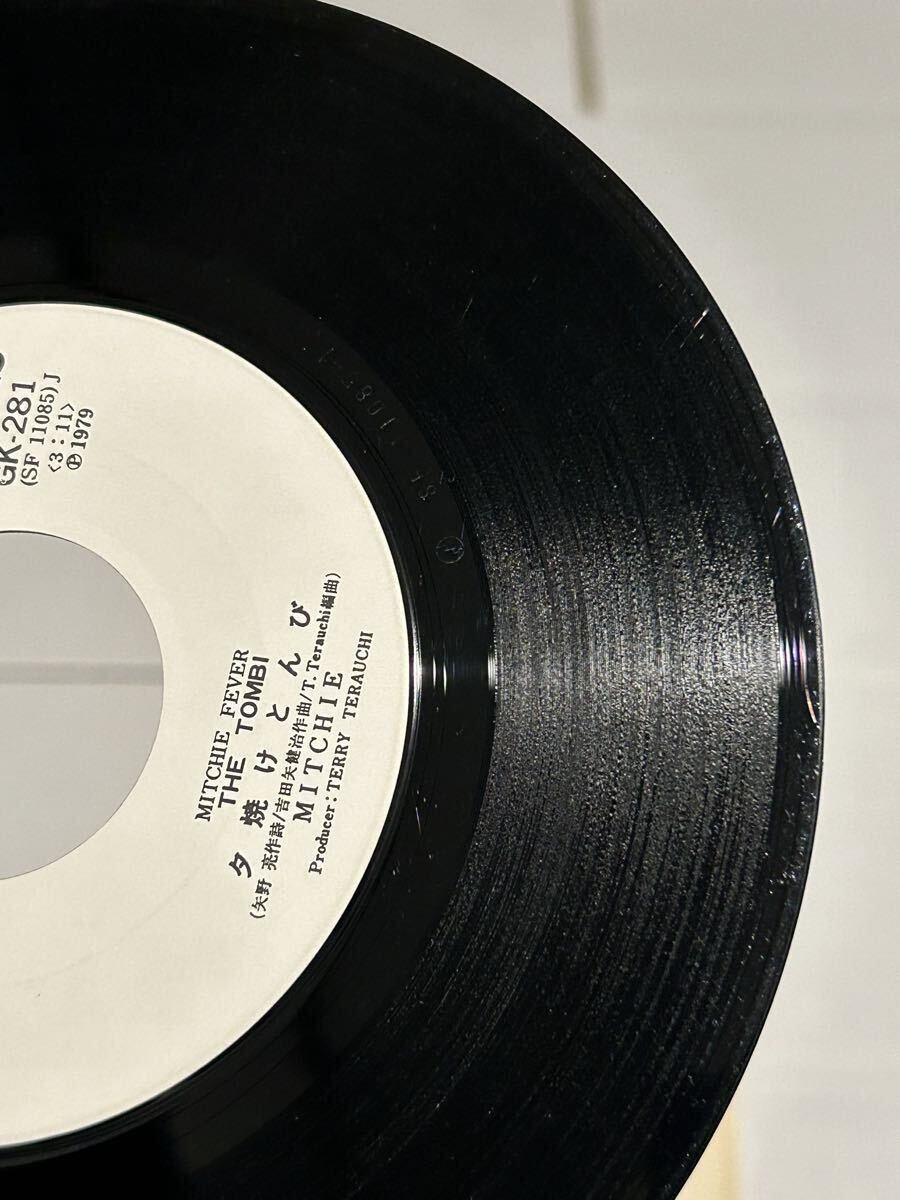 GK-281
(SF 11085) J
<3:11>
℗1979
MITCHIE FEVER
THE TOMBI
夕焼けとんび
(矢野 亮作詩/吉田矢健治作曲/T.Terauchi編曲)
MITCHIE
Producer: TERRY TERAUCHI